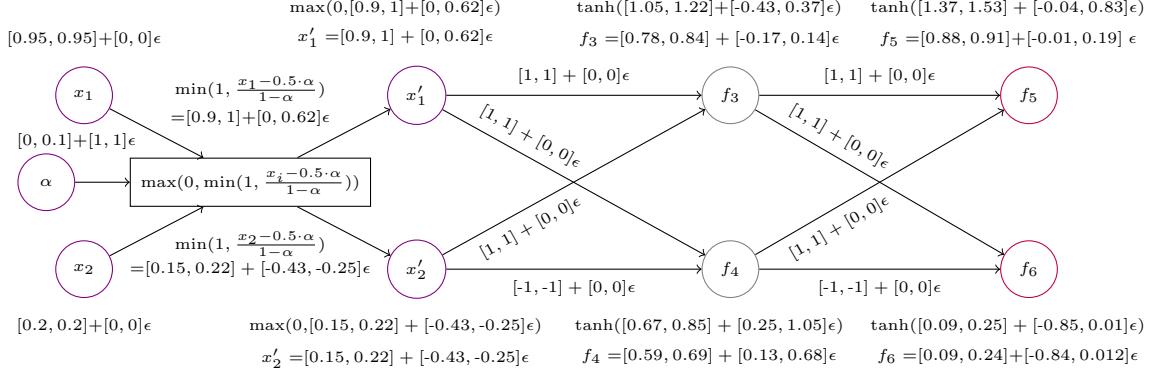 max(0,[0.9, 1]+[0, 0.62]ϵ)
tanh([1.05, 1.22]+[-0.43, 0.37]ϵ)
tanh([1.37, 1.53] + [-0.04, 0.83]ϵ)
[0.95, 0.95]+[0, 0]ϵ
x′₁ =[0.9, 1] + [0, 0.62]ϵ
f₃ =[0.78, 0.84] + [-0.17, 0.14]ϵ
f₅ =[0.88, 0.91]+[-0.01, 0.19] ϵ
x₁
min(1, (x₁−0.5·α)/(1−α))
=[0.9, 1]+[0, 0.62]ϵ
x′₁
[1, 1] + [0, 0]ϵ
f₃
[1, 1] + [0, 0]ϵ
f₅
[0, 0.1]+[1, 1]ϵ
[1, 1] + [0, 0]ϵ
[1, 1] + [0, 0]ϵ
α
max(0, min(1, (xᵢ−0.5·α)/(1−α)))
[1, 1] + [0, 0]ϵ
[1, 1] + [0, 0]ϵ
x₂
min(1, (x₂−0.5·α)/(1−α))
=[0.15, 0.22] + [-0.43, -0.25]ϵ
x′₂
[-1, -1] + [0, 0]ϵ
f₄
[-1, -1] + [0, 0]ϵ
f₆
[0.2, 0.2]+[0, 0]ϵ
max(0,[0.15, 0.22] + [-0.43, -0.25]ϵ)
tanh([0.67, 0.85] + [0.25, 1.05]ϵ)
tanh([0.09, 0.25] + [-0.85, 0.01]ϵ)
x′₂ =[0.15, 0.22] + [-0.43, -0.25]ϵ
f₄ =[0.59, 0.69] + [0.13, 0.68]ϵ
f₆ =[0.09, 0.24]+[-0.84, 0.012]ϵ